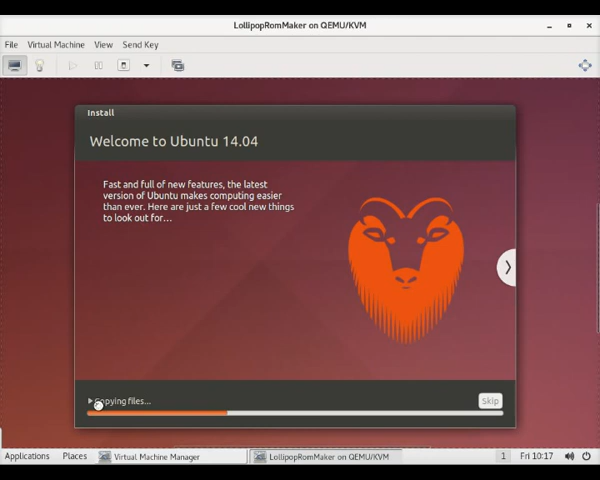 LollipopRomMaker on QEMU/KVM
File Virtual Machine View Send Key
Install
Welcome to Ubuntu 14.04
Fast and full of new features, the latest
version of Ubuntu makes computing easier
than ever. Here are just a few cool new things
to look out for...
Copying files...
Skip
Applications Places Virtual Machine Manager LollipopRomMaker on QEMU/KVM 1 Fri 10:17